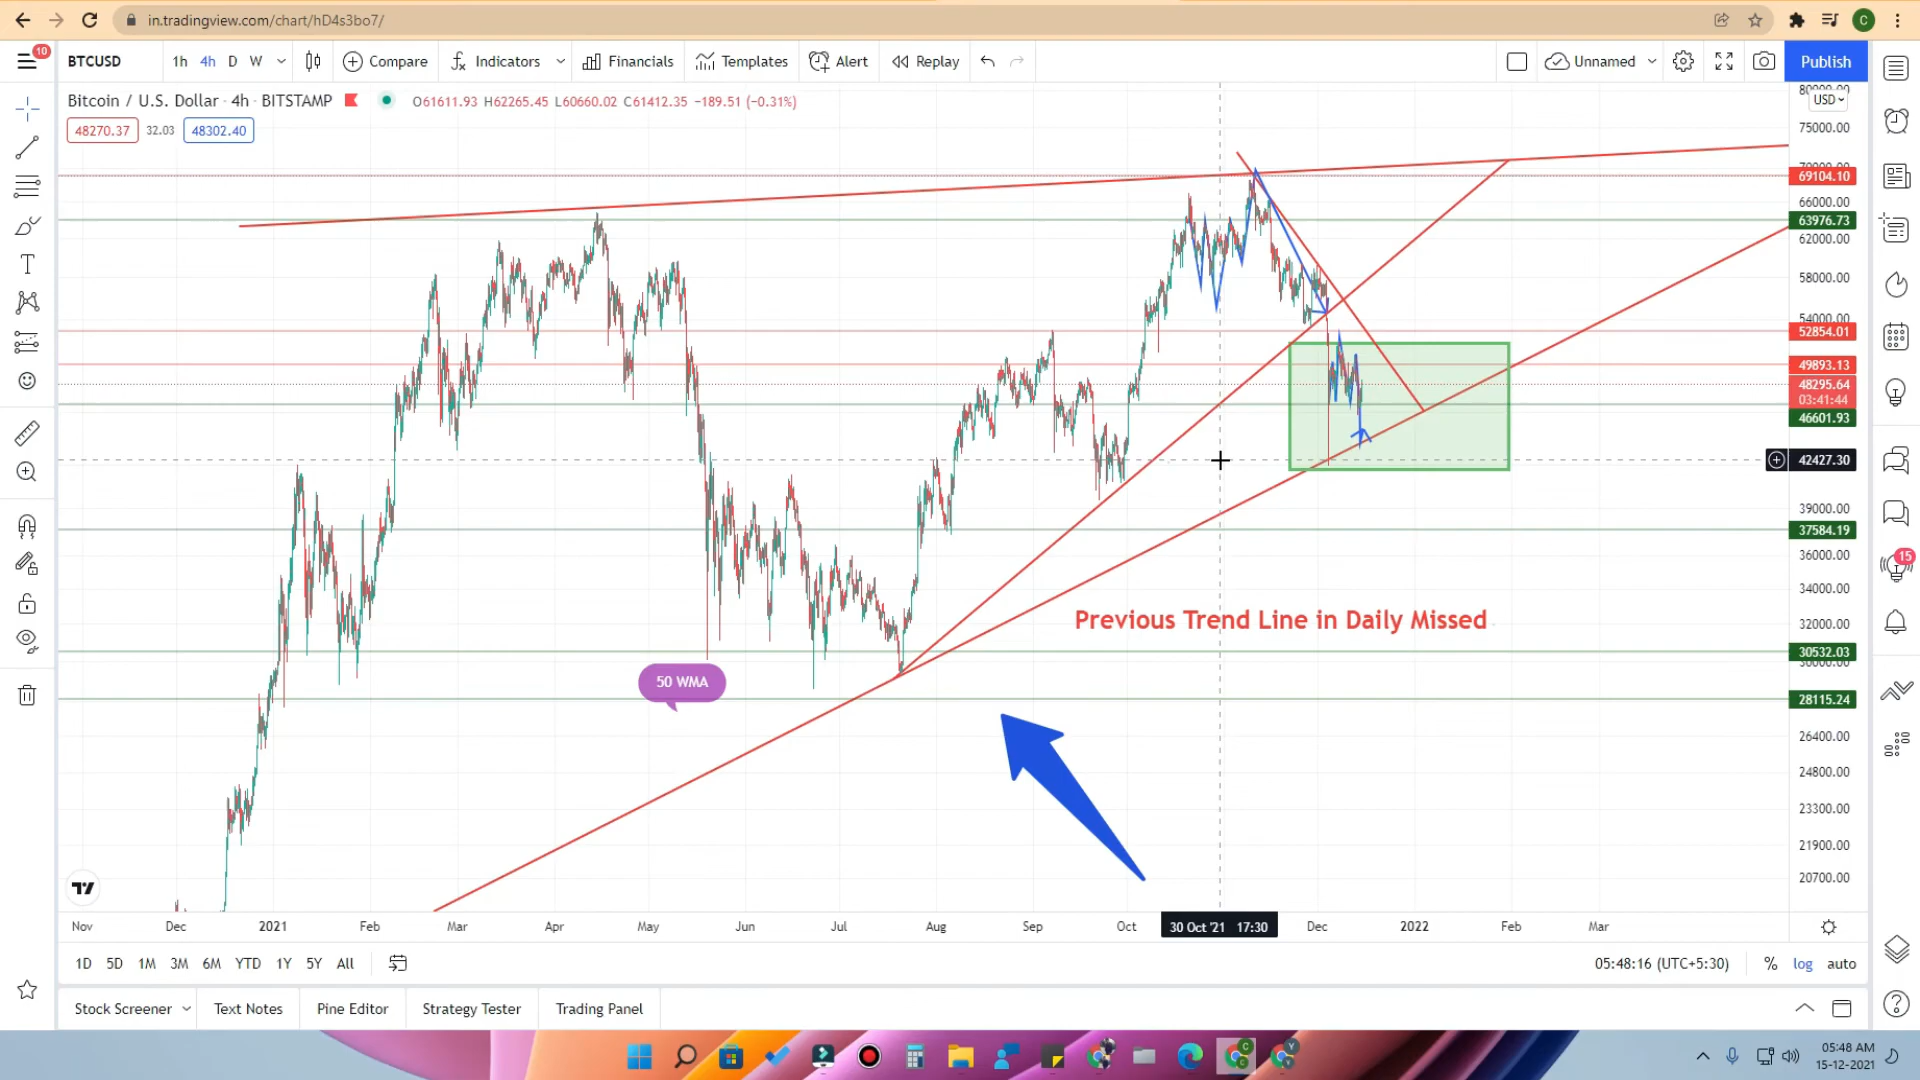 in.tradingview.com/chart/hD4s3bo7/
C
10
BTCUSD 1h 4h D W Compare Indicators Financials Templates Alert Replay Unnamed Publish
Bitcoin / U.S. Dollar · 4h · BITSTAMP O61611.93 H62265.45 L60660.02 C61412.35 −189.51 (−0.31%)
48270.37 32.03 48302.40
USD
75000.00
69104.10
66000.00
63976.73
62000.00
58000.00
54000.00
52854.01
49893.13
48295.64
03:41:44
46601.93
42427.30
39000.00
37584.19
36000.00
34000.00
32000.00
30532.03
30000.00
28115.24
26400.00
24800.00
23300.00
21900.00
20700.00
Previous Trend Line in Daily Missed
50 WMA
15
Nov Dec 2021 Feb Mar Apr May Jun Jul Aug Sep Oct 30 Oct '21 17:30 Dec 2022 Feb Mar
1D 5D 1M 3M 6M YTD 1Y 5Y All 05:48:16 (UTC+5:30) % log auto
Stock Screener Text Notes Pine Editor Strategy Tester Trading Panel
05:48 AM
15-12-2021